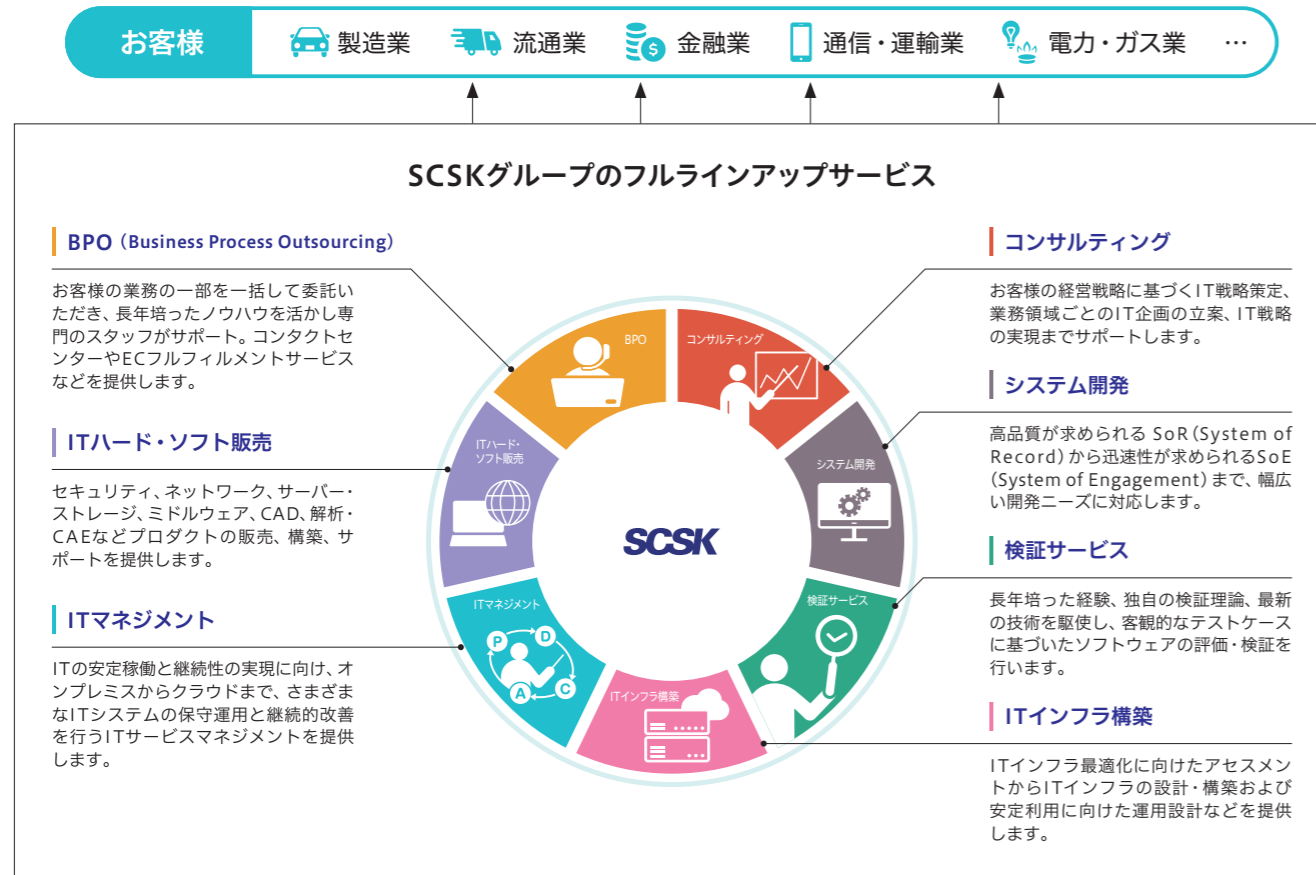 お客様
製造業
流通業
金融業
通信・運輸業
電力・ガス業
…
SCSKグループのフルラインアップサービス
BPO（Business Process Outsourcing）
お客様の業務の一部を一括して委託い
ただき、長年培ったノウハウを活かし専
門のスタッフがサポート。コンタクトセ
ンターやECフルフィルメントサービス
などを提供します。
ITハード・ソフト販売
セキュリティ、ネットワーク、サーバー・
ストレージ、ミドルウェア、CAD、解析・
CAEなどプロダクトの販売、構築、サ
ポートを提供します。
ITマネジメント
ITの安定稼働と継続性の実現に向け、オ
ンプレミスからクラウドまで、さまざま
なITシステムの保守運用と継続的改善
を行うITサービスマネジメントを提供
します。
BPO
コンサルティング
ITハード・
ソフト販売
システム開発
SCSK
ITマネジメント
P
D
A
C
検証サービス
ITインフラ構築
$
コンサルティング
お客様の経営戦略に基づくIT戦略策定、
業務領域ごとのIT企画の立案、IT戦略
の実現までサポートします。
システム開発
高品質が求められる SoR（System of
Record）から迅速性が求められるSoE
（System of Engagement）まで、幅広
い開発ニーズに対応します。
検証サービス
長年培った経験、独自の検証理論、最新
の技術を駆使し、客観的なテストケース
に基づいたソフトウェアの評価・検証を
行います。
ITインフラ構築
ITインフラ最適化に向けたアセスメン
トからITインフラの設計・構築および
安定利用に向けた運用設計などを提供
します。